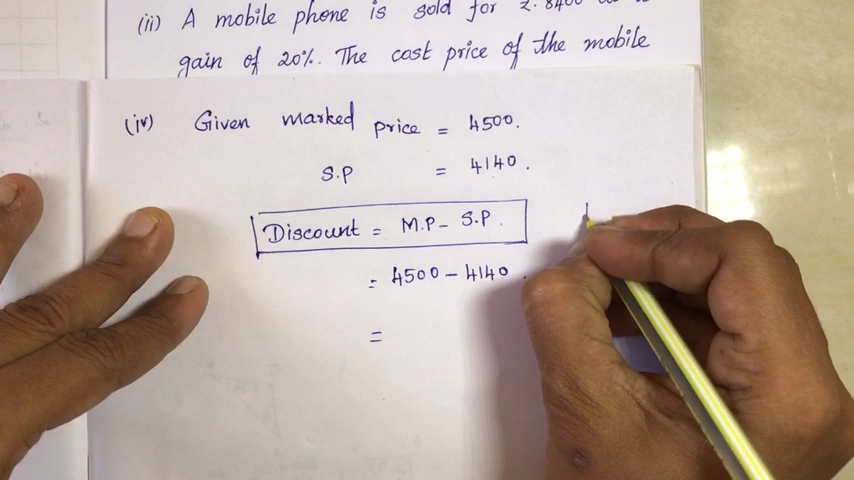 (ii) A mobile phone is sold for ₹. 8400
gain of 20%. The cost price of the mobile
(iv) Given marked price = 4500.
S.P = 4140.
Discount = M.P - S.P.
= 4500 - 4140.
=